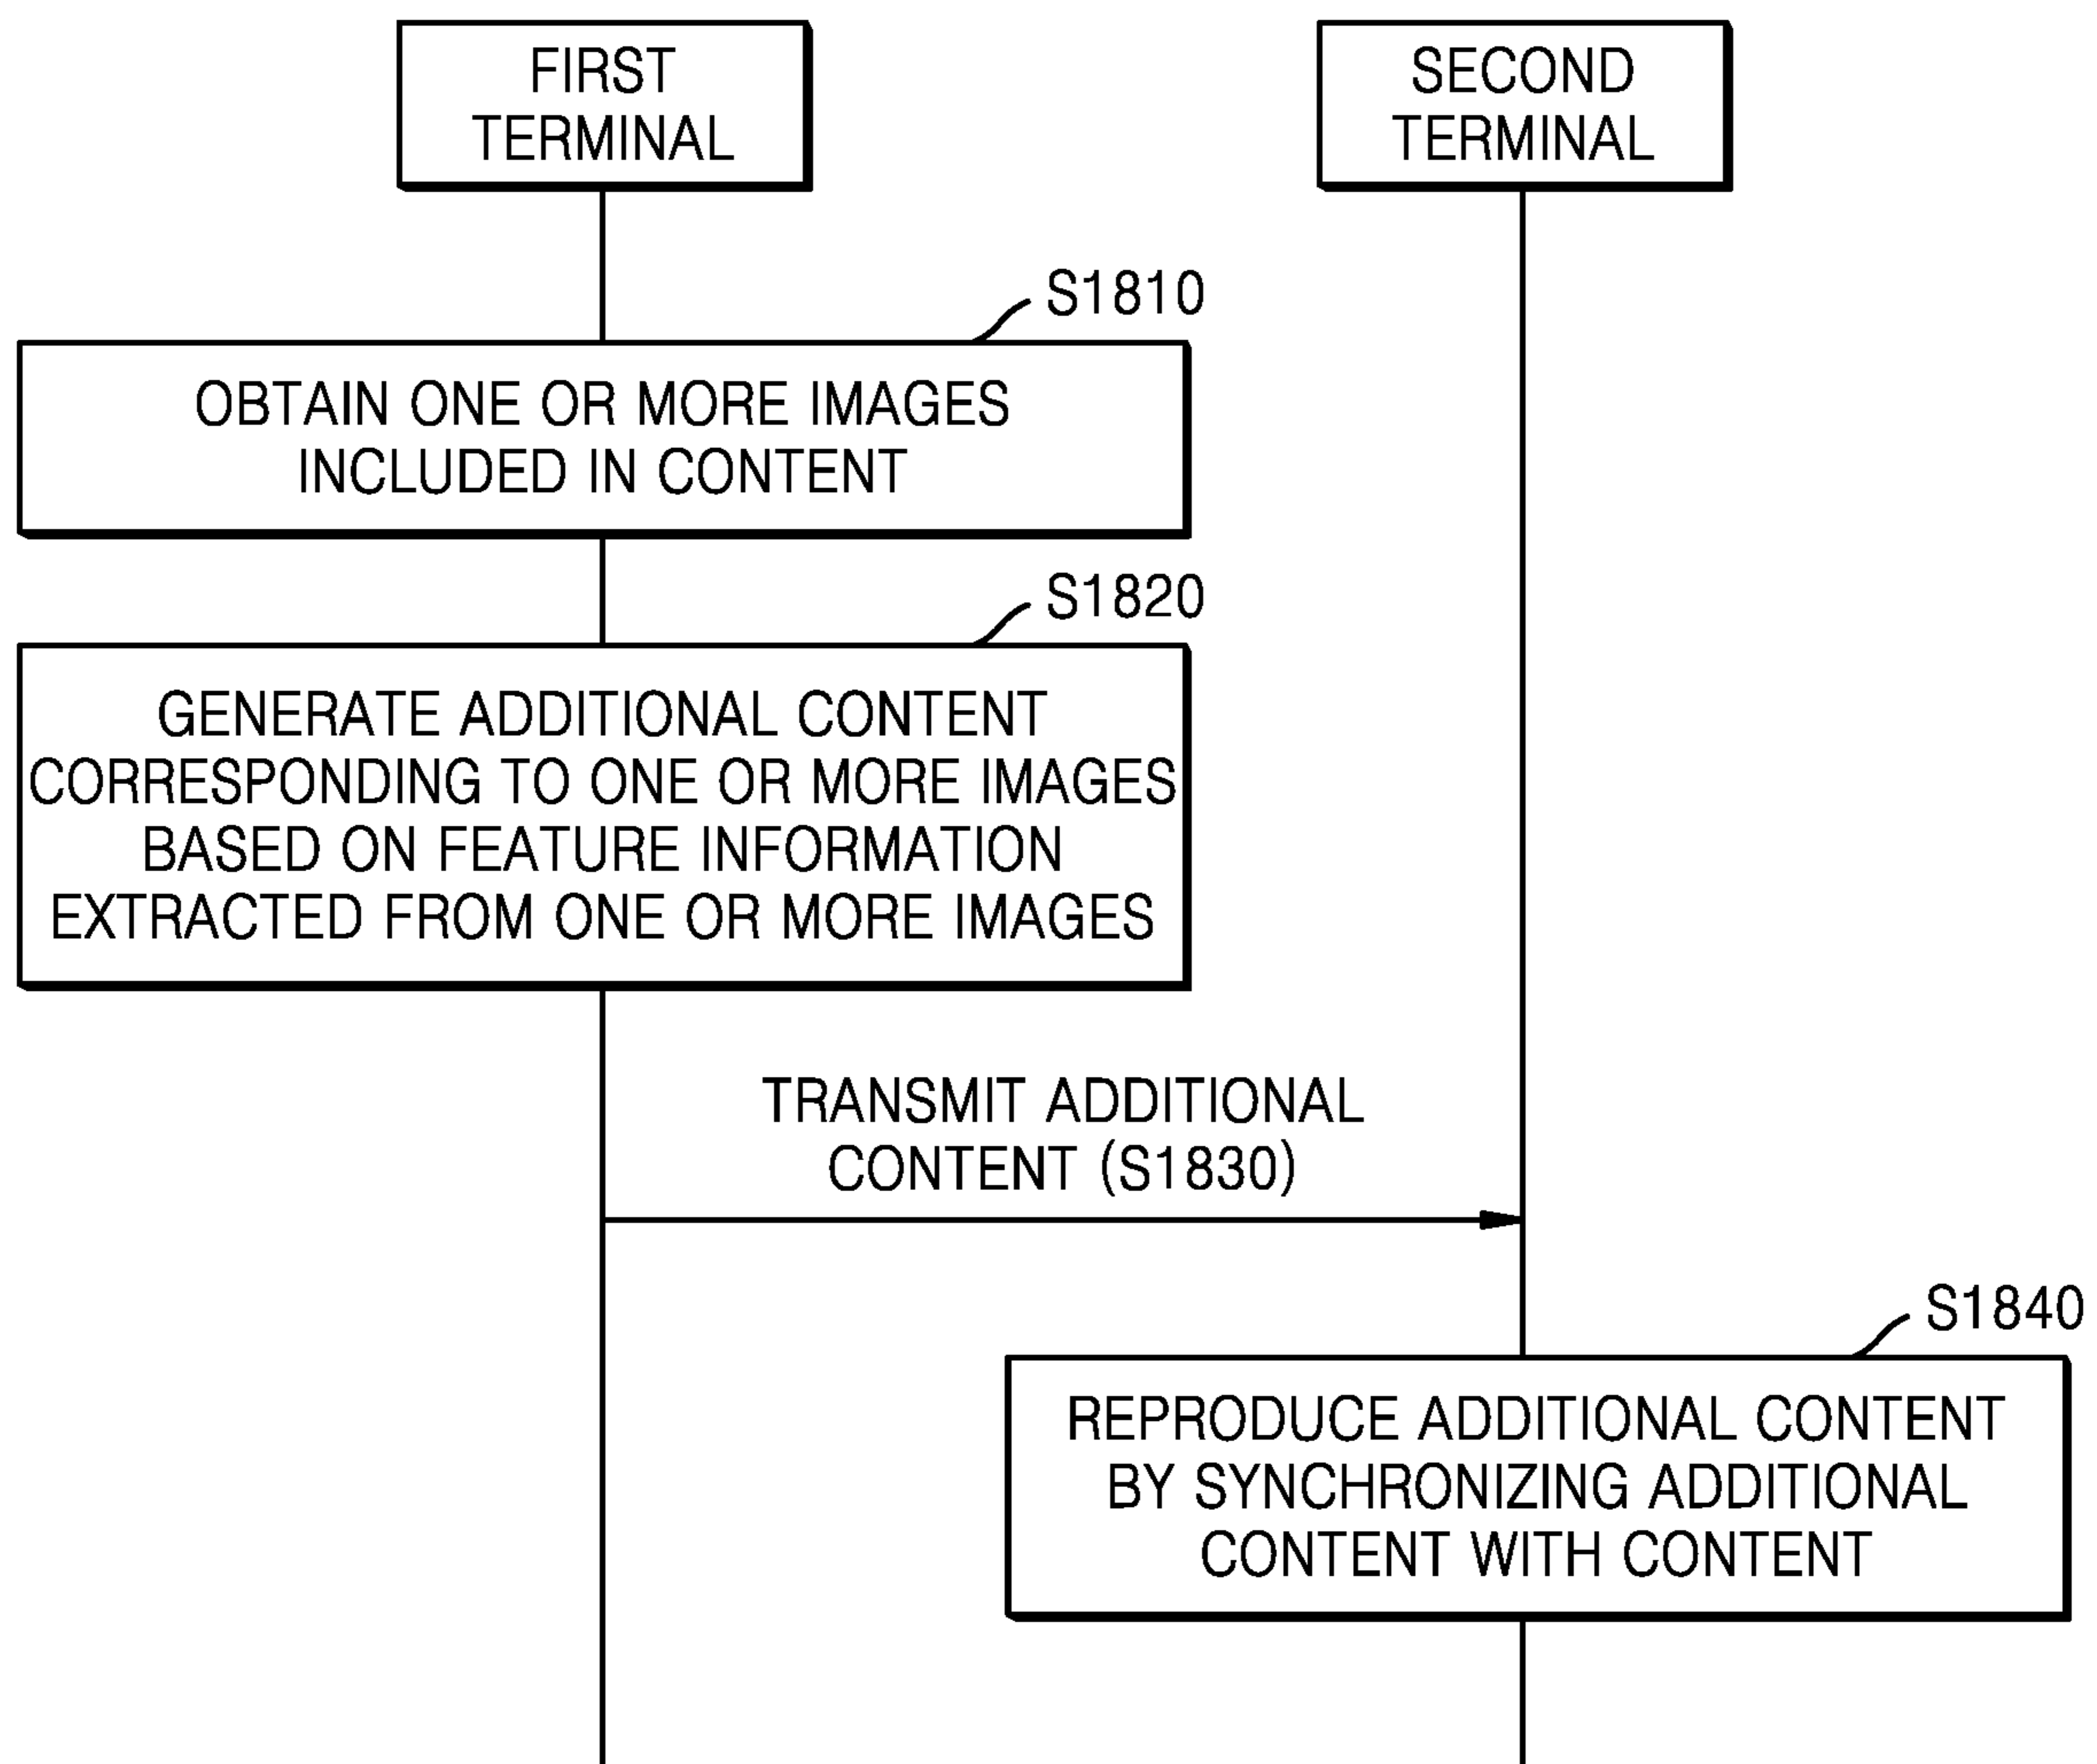 FIRST
TERMINAL
SECOND
TERMINAL
S1810
OBTAIN ONE OR MORE IMAGES
INCLUDED IN CONTENT
S1820
GENERATE ADDITIONAL CONTENT
CORRESPONDING TO ONE OR MORE IMAGES
BASED ON FEATURE INFORMATION
EXTRACTED FROM ONE OR MORE IMAGES
TRANSMIT ADDITIONAL
CONTENT (S1830)
S1840
REPRODUCE ADDITIONAL CONTENT
BY SYNCHRONIZING ADDITIONAL
CONTENT WITH CONTENT